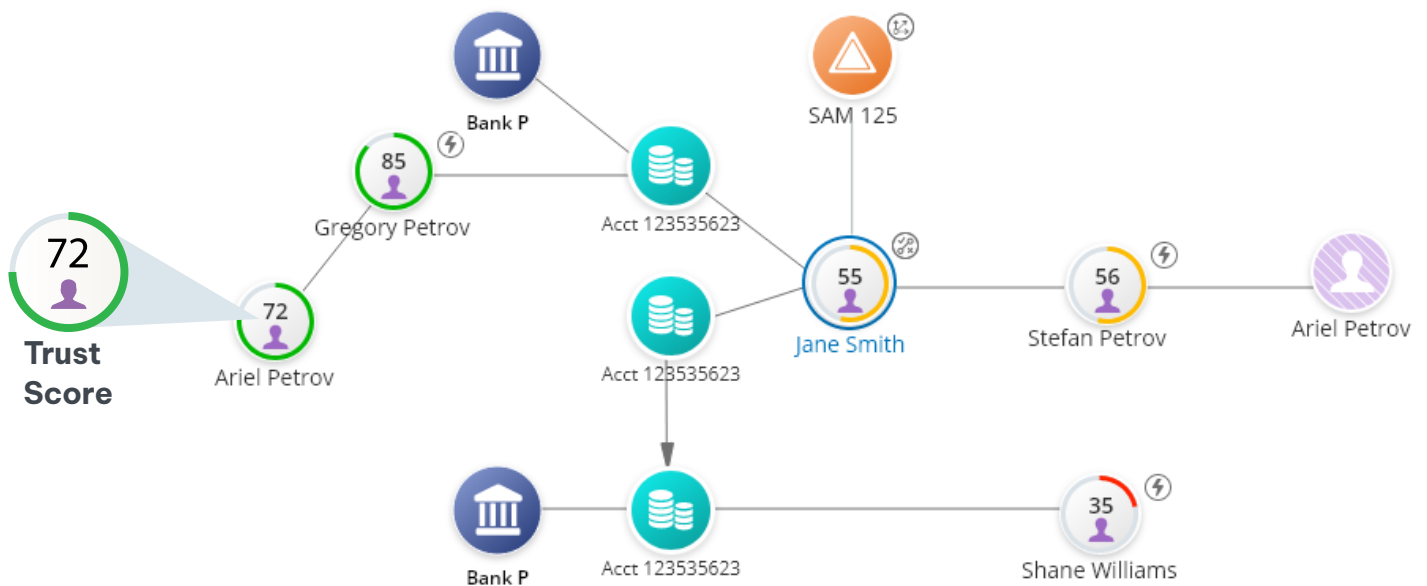 Bank P
SAM 125
85
Gregory Petrov
Acct 123535623
72
Trust
Score
72
Ariel Petrov
55
Jane Smith
56
Stefan Petrov
Ariel Petrov
Acct 123535623
Bank P
Acct 123535623
35
Shane Williams